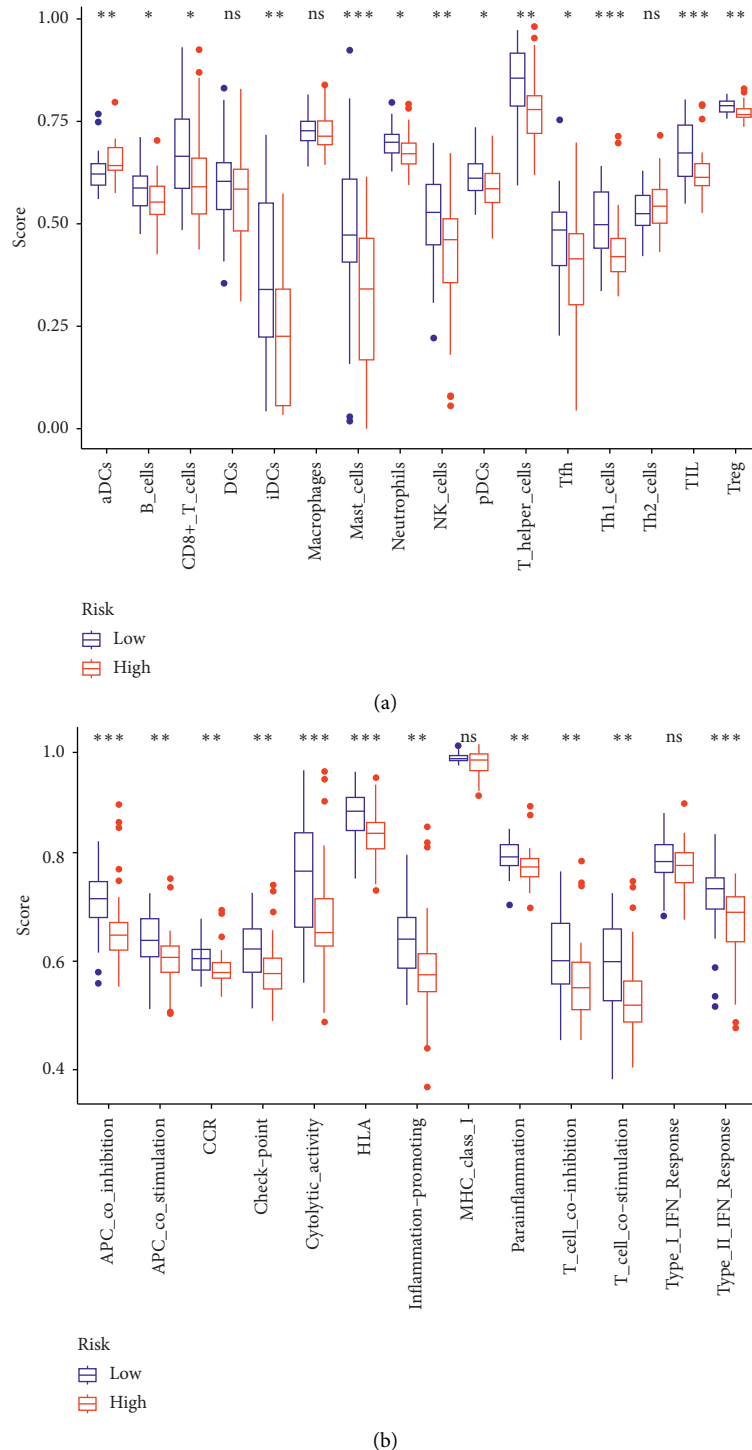 ** * * ns ** ns *** * ** * ** * *** ns *** **
1.00
0.75
0.50
0.25
0.00
Score
aDCs
B_cells
CD8+_T_cells
DCs
iDCs
Macrophages
Mast_cells
Neutrophils
NK_cells
pDCs
T_helper_cells
Tfh
Th1_cells
Th2_cells
TIL
Treg
Risk
Low
High
(a)
*** ** ** ** *** *** ** ns ** ** ** ns ***
1.0
0.8
0.6
0.4
Score
APC_co_inhibition
APC_co_stimulation
CCR
Check–point
Cytolytic_activity
HLA
Inflammation–promoting
MHC_class_I
Parainflammation
T_cell_co–inhibition
T_cell_co–stimulation
Type_I_IFN_Response
Type_II_IFN_Response
Risk
Low
High
(b)